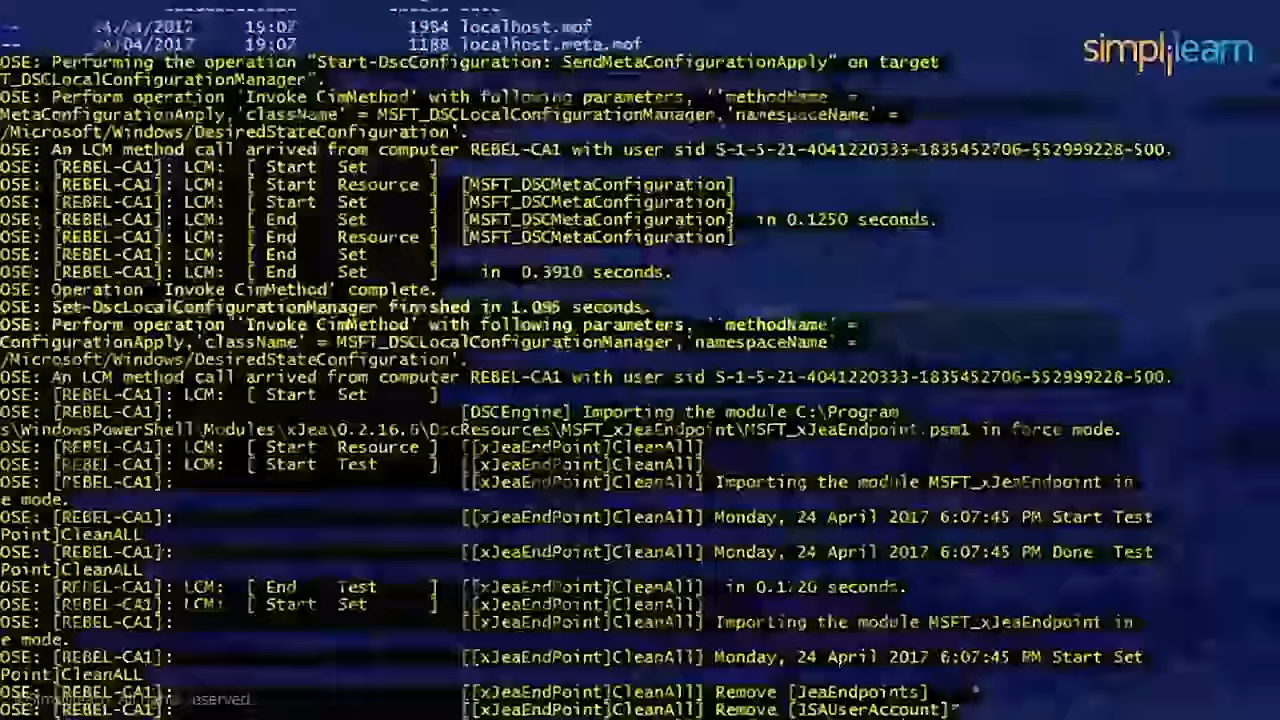 -- 24/04/2017 19:07 1984 localhost.mof
-- 24/04/2017 19:07 1188 localhost.meta.mof
simplilearn
OSE: Performing the operation "Start-DscConfiguration: SendMetaConfigurationApply" on target
T_DSCLocalConfigurationManager".
OSE: Perform operation 'Invoke CimMethod' with following parameters, ''methodName' =
MetaConfigurationApply,'className' = MSFT_DSCLocalConfigurationManager,'namespaceName' =
/Microsoft/Windows/DesiredStateConfiguration'.
OSE: An LCM method call arrived from computer REBEL-CA1 with user sid S-1-5-21-4041220333-1835452706-552999228-500.
OSE: [REBEL-CA1]: LCM: [ Start Set ]
OSE: [REBEL-CA1]: LCM: [ Start Resource ] [MSFT_DSCMetaConfiguration]
OSE: [REBEL-CA1]: LCM: [ Start Set ] [MSFT_DSCMetaConfiguration]
OSE: [REBEL-CA1]: LCM: [ End Set ] [MSFT_DSCMetaConfiguration] in 0.1250 seconds.
OSE: [REBEL-CA1]: LCM: [ End Resource ] [MSFT_DSCMetaConfiguration]
OSE: [REBEL-CA1]: LCM: [ End Set ]
OSE: [REBEL-CA1]: LCM: [ End Set ] in 0.3910 seconds.
OSE: Operation 'Invoke CimMethod' complete.
OSE: Set-DscLocalConfigurationManager finished in 1.095 seconds.
OSE: Perform operation 'Invoke CimMethod' with following parameters, ''methodName' =
ConfigurationApply,'className' = MSFT_DSCLocalConfigurationManager,'namespaceName' =
/Microsoft/Windows/DesiredStateConfiguration'.
OSE: An LCM method call arrived from computer REBEL-CA1 with user sid S-1-5-21-4041220333-1835452706-552999228-500.
OSE: [REBEL-CA1]: LCM: [ Start Set ]
OSE: [REBEL-CA1]: [DSCEngine] Importing the module C:\Program
s\WindowsPowerShell\Modules\xJea\0.2.16.6\DscResources\MSFT_xJeaEndpoint\MSFT_xJeaEndpoint.psm1 in force mode.
OSE: [REBEL-CA1]: LCM: [ Start Resource ] [[xJeaEndPoint]CleanAll]
OSE: [REBEL-CA1]: LCM: [ Start Test ] [[xJeaEndPoint]CleanAll]
OSE: [REBEL-CA1]: [[xJeaEndPoint]CleanAll] Importing the module MSFT_xJeaEndpoint in
e mode.
OSE: [REBEL-CA1]: [[xJeaEndPoint]CleanAll] Monday, 24 April 2017 6:07:45 PM Start Test
Point]CleanALL
OSE: [REBEL-CA1]: [[xJeaEndPoint]CleanAll] Monday, 24 April 2017 6:07:45 PM Done Test
Point]CleanALL
OSE: [REBEL-CA1]: LCM: [ End Test ] [[xJeaEndPoint]CleanAll] in seconds.
OSE: [REBEL-CA1]: LCM: [ Start Set ] [[xJeaEndPoint]CleanAll]
OSE: [REBEL-CA1]: [[xJeaEndPoint]CleanAll] Importing the module MSFT_xJeaEndpoint in
e mode.
OSE: [REBEL-CA1]: [[xJeaEndPoint]CleanAll] Monday, 24 April 2017 6:07:45 PM Start Set
Point]CleanALL
OSE: [REBEL-CA1]: [[xJeaEndPoint]CleanAll] Remove [JeaEndpoints]
OSE: [REBEL-CA1]: [[xJeaEndPoint]CleanAll] Remove [JSAUserAccount]*